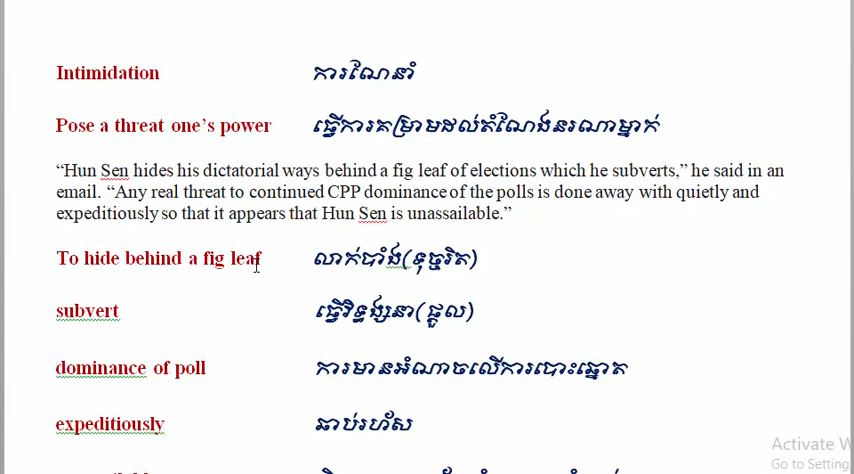 Intimidation ការណែនាំ
Pose a threat one’s power ធ្វើការគម្រាមដល់តំណែងនរណាម្នាក់
“Hun Sen hides his dictatorial ways behind a fig leaf of elections which he subverts,” he said in an
email. “Any real threat to continued CPP dominance of the polls is done away with quietly and
expeditiously so that it appears that Hun Sen is unassailable.”
To hide behind a fig leaf លាក់បាំង(ទុច្ចរិត)
subvert ធ្វើវិទ្ធង្សនា(ផ្តួល)
dominance of poll ការមានអំណាចលើការបោះឆ្នោត
expeditiously ឆាប់រហ័ស
Activate W
Go to Setting